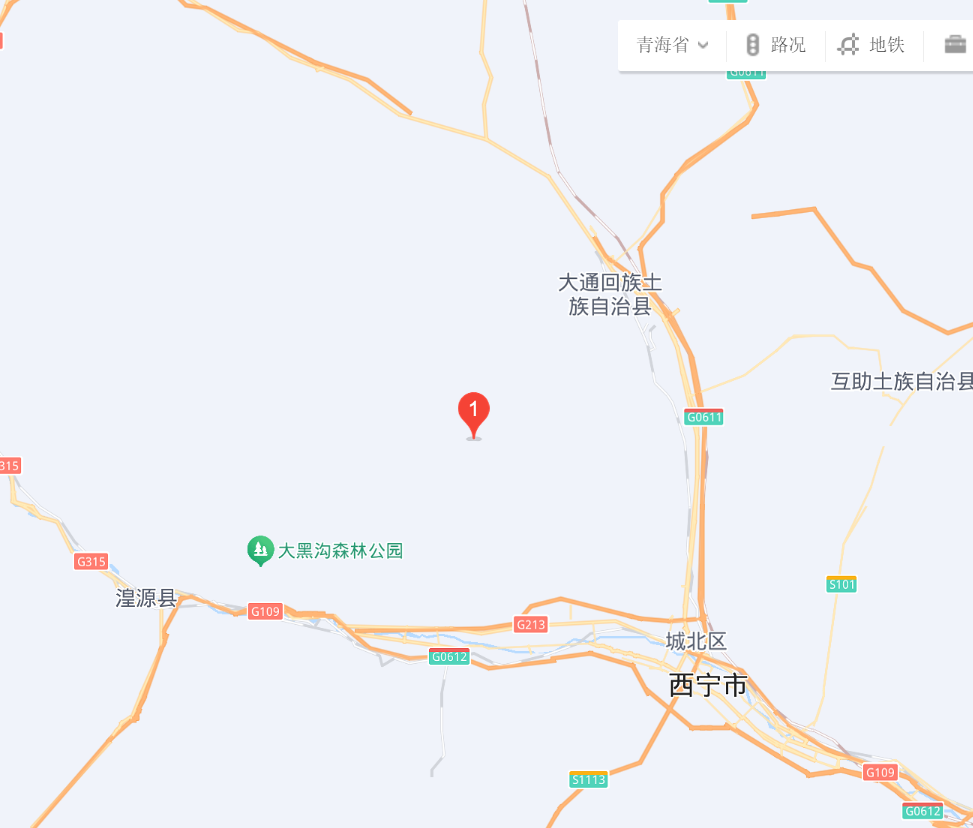 青海省
路况
地铁
G0611
大通回族土
族自治县
互助土族自治县
1
G0611
315
大黑沟森林公园
G315
S101
湟源县
G109
G213
城北区
G0612
西宁市
G109
S1113
G0612